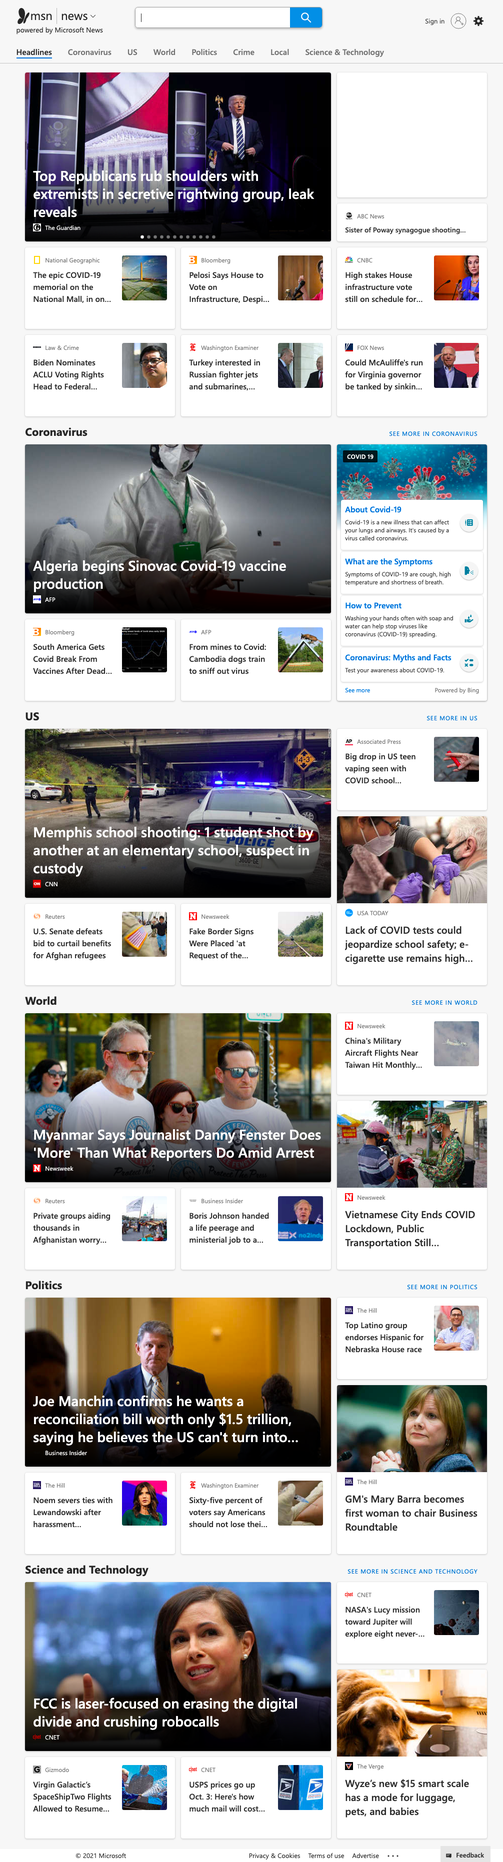 msn news
powered by Microsoft News
Sign in
Headlines Coronavirus US World Politics Crime Local Science & Technology
Top Republicans rub shoulders with
extremists in secretive rightwing group, leak
reveals
The Guardian
ABC News
Sister of Poway synagogue shooting...
National Geographic
The epic COVID-19
memorial on the
National Mall, in on...
Bloomberg
Pelosi Says House to
Vote on
Infrastructure, Despi...
CNBC
High stakes House
infrastructure vote
still on schedule for...
Law & Crime
Biden Nominates
ACLU Voting Rights
Head to Federal...
Washington Examiner
Turkey interested in
Russian fighter jets
and submarines,...
FOX News
Could McAuliffe's run
for Virginia governor
be tanked by sinkin...
Coronavirus
SEE MORE IN CORONAVIRUS
Algeria begins Sinovac Covid-19 vaccine
production
AFP
COVID 19
About Covid-19
Covid-19 is a new illness that can affect
your lungs and airways. It's caused by a
virus called coronavirus.
What are the Symptoms
Symptoms of COVID-19 are cough, high
temperature and shortness of breath.
How to Prevent
Washing your hands often with soap and
water can help stop viruses like
coronavirus (COVID-19) spreading.
Coronavirus: Myths and Facts
Test your awareness about COVID-19.
See more
Powered by Bing
Bloomberg
South America Gets
Covid Break From
Vaccines After Dead...
AFP
From mines to Covid:
Cambodia dogs train
to sniff out virus
US
SEE MORE IN US
POLICE
Memphis school shooting: 1 student shot by
another at an elementary school, suspect in
custody
CNN
AP Associated Press
Big drop in US teen
vaping seen with
COVID school...
USA TODAY
Lack of COVID tests could
jeopardize school safety; e-
cigarette use remains high...
Reuters
U.S. Senate defeats
bid to curtail benefits
for Afghan refugees
Newsweek
Fake Border Signs
Were Placed 'at
Request of the...
World
SEE MORE IN WORLD
Myanmar Says Journalist Danny Fenster Does
'More' Than What Reporters Do Amid Arrest
Newsweek
Newsweek
China's Military
Aircraft Flights Near
Taiwan Hit Monthly...
Newsweek
Vietnamese City Ends COVID
Lockdown, Public
Transportation Still...
Reuters
Private groups aiding
thousands in
Afghanistan worry...
Business Insider
Boris Johnson handed
a life peerage and
ministerial job to a...
Politics
SEE MORE IN POLITICS
Joe Manchin confirms he wants a
reconciliation bill worth only $1.5 trillion,
saying he believes the US can't turn into...
Business Insider
The Hill
Top Latino group
endorses Hispanic for
Nebraska House race
The Hill
GM's Mary Barra becomes
first woman to chair Business
Roundtable
The Hill
Noem severs ties with
Lewandowski after
harassment...
Washington Examiner
Sixty-five percent of
voters say Americans
should not lose thei...
Science and Technology
SEE MORE IN SCIENCE AND TECHNOLOGY
FCC is laser-focused on erasing the digital
divide and crushing robocalls
CNET
CNET
NASA's Lucy mission
toward Jupiter will
explore eight never-...
The Verge
Wyze's new $15 smart scale
has a mode for luggage,
pets, and babies
Gizmodo
Virgin Galactic's
SpaceShipTwo Flights
Allowed to Resume...
CNET
USPS prices go up
Oct. 3: Here's how
much mail will cost...
© 2021 Microsoft
Privacy & Cookies Terms of use Advertise ...
Feedback